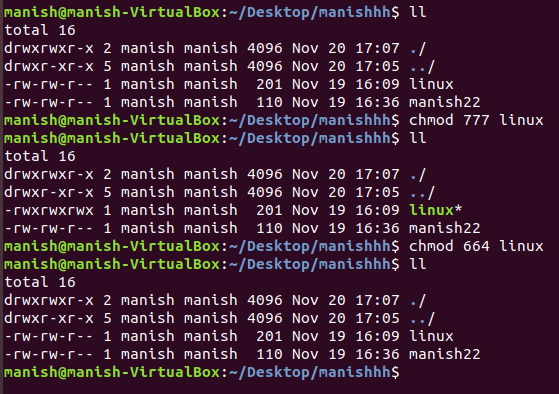 manish@manish-VirtualBox:~/Desktop/manishhh$ ll
total 16
drwxrwxr-x 2 manish manish 4096 Nov 20 17:07 ./
drwxr-xr-x 5 manish manish 4096 Nov 20 17:05 ../
-rw-rw-r-- 1 manish manish  201 Nov 19 16:09 linux
-rw-rw-r-- 1 manish manish  110 Nov 19 16:36 manish22
manish@manish-VirtualBox:~/Desktop/manishhh$ chmod 777 linux
manish@manish-VirtualBox:~/Desktop/manishhh$ ll
total 16
drwxrwxr-x 2 manish manish 4096 Nov 20 17:07 ./
drwxr-xr-x 5 manish manish 4096 Nov 20 17:05 ../
-rwxrwxrwx 1 manish manish  201 Nov 19 16:09 linux*
-rw-rw-r-- 1 manish manish  110 Nov 19 16:36 manish22
manish@manish-VirtualBox:~/Desktop/manishhh$ chmod 664 linux
manish@manish-VirtualBox:~/Desktop/manishhh$ ll
total 16
drwxrwxr-x 2 manish manish 4096 Nov 20 17:07 ./
drwxr-xr-x 5 manish manish 4096 Nov 20 17:05 ../
-rw-rw-r-- 1 manish manish  201 Nov 19 16:09 linux
-rw-rw-r-- 1 manish manish  110 Nov 19 16:36 manish22
manish@manish-VirtualBox:~/Desktop/manishhh$